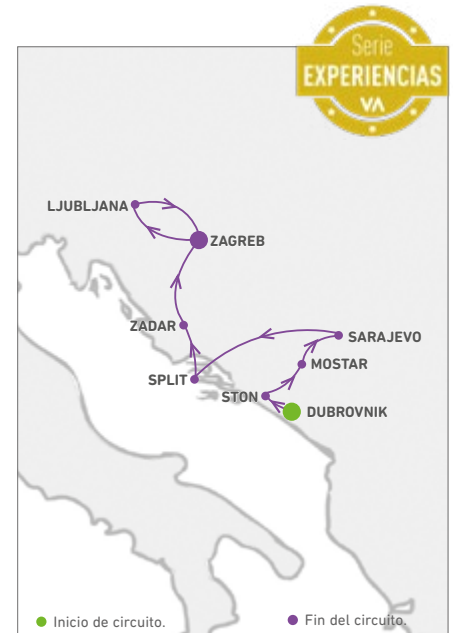 Serie
EXPERIENCIAS
VA
LJUBLJANA
ZAGREB
ZADAR
SARAJEVO
MOSTAR
SPLIT
STON
DUBROVNIK
Inicio de circuito.
Fin del circuito.